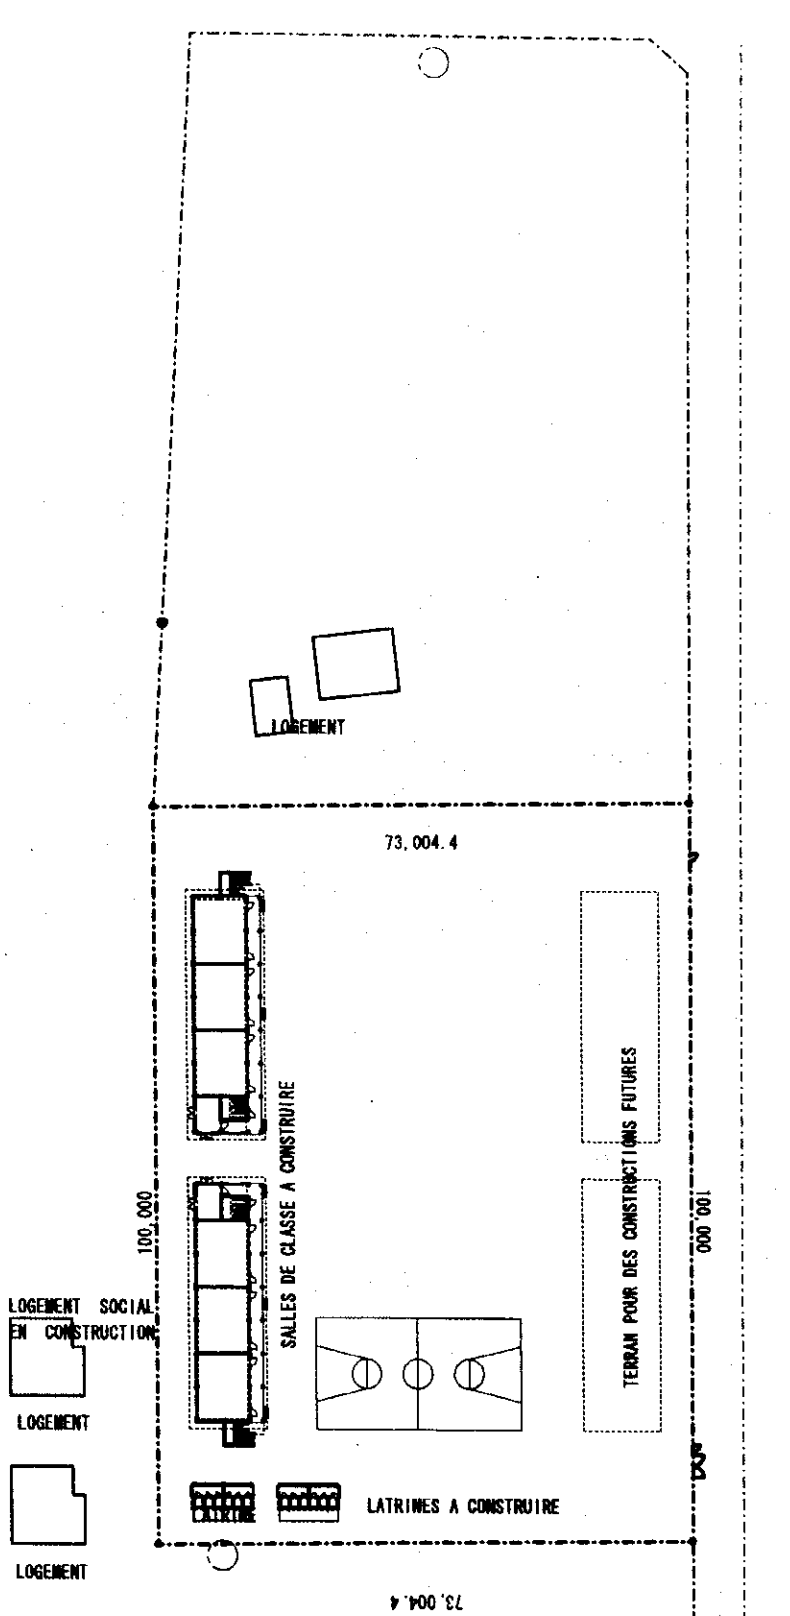 LOGEMENT
73,004.4
SALLES DE CLASSE A CONSTRUIRE
TERRAN POUR DES CONSTRUCTIONS FUTURES
100,000
100,000
LOGEMENT SOCIAL
EN CONSTRUCTION
LOGEMENT
LATRINE
LATRINES A CONSTRUIRE
LOGEMENT
73,004.4